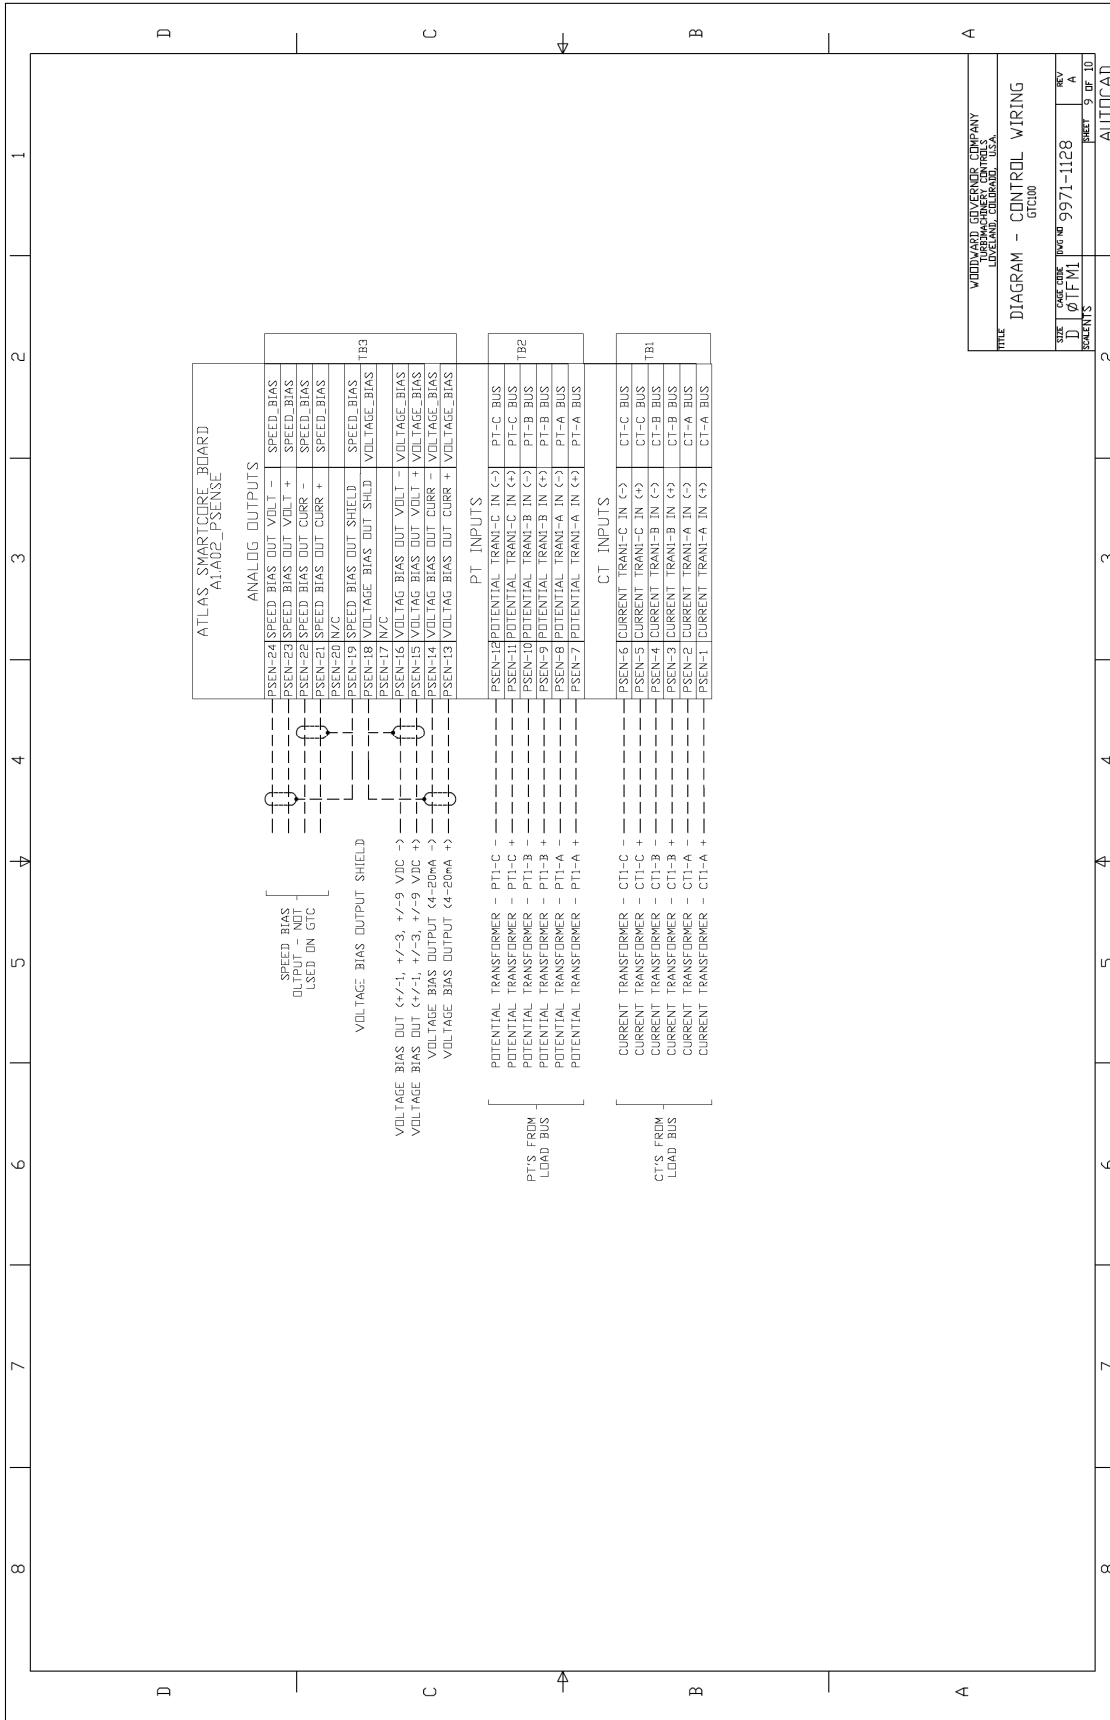 8 7 6 5 4 3 2 1
D D
C C
B B
A A
ATLAS SMARTCORE BOARD
A1.A02_PSENSE
ANALOG OUTPUTS
PSEN-24 SPEED BIAS OUT VOLT - SPEED_BIAS
PSEN-23 SPEED BIAS OUT VOLT + SPEED_BIAS
PSEN-22 SPEED BIAS OUT CURR - SPEED_BIAS
PSEN-21 SPEED BIAS OUT CURR + SPEED_BIAS
PSEN-20 N/C
PSEN-19 SPEED BIAS OUT SHIELD SPEED_BIAS
PSEN-18 VOLTAGE BIAS OUT SHLD VOLTAGE_BIAS
PSEN-17 N/C
PSEN-16 VOLTAG BIAS OUT VOLT - VOLTAGE_BIAS
PSEN-15 VOLTAG BIAS OUT VOLT + VOLTAGE_BIAS
PSEN-14 VOLTAG BIAS OUT CURR - VOLTAGE_BIAS
PSEN-13 VOLTAG BIAS OUT CURR + VOLTAGE_BIAS
TB3
SPEED BIAS
OUTPUT - NOT
USED ON GTC
VOLTAGE BIAS OUTPUT SHIELD
VOLTAGE BIAS OUT (+/-1, +/-3, +/-9 VDC -)
VOLTAGE BIAS OUT (+/-1, +/-3, +/-9 VDC +)
VOLTAGE BIAS OUTPUT (4-20mA -)
VOLTAGE BIAS OUTPUT (4-20mA +)
PT INPUTS
POTENTIAL TRANSFORMER - PT1-C - PSEN-12 POTENTIAL TRAN1-C IN (-) PT-C BUS
POTENTIAL TRANSFORMER - PT1-C + PSEN-11 POTENTIAL TRAN1-C IN (+) PT-C BUS
POTENTIAL TRANSFORMER - PT1-B - PSEN-10 POTENTIAL TRAN1-B IN (-) PT-B BUS
POTENTIAL TRANSFORMER - PT1-B + PSEN-9 POTENTIAL TRAN1-B IN (+) PT-B BUS
POTENTIAL TRANSFORMER - PT1-A - PSEN-8 POTENTIAL TRAN1-A IN (-) PT-A BUS
POTENTIAL TRANSFORMER - PT1-A + PSEN-7 POTENTIAL TRAN1-A IN (+) PT-A BUS
TB2
PT'S FROM
LOAD BUS
CT INPUTS
CURRENT TRANSFORMER - CT1-C - PSEN-6 CURRENT TRAN1-C IN (-) CT-C BUS
CURRENT TRANSFORMER - CT1-C + PSEN-5 CURRENT TRAN1-C IN (+) CT-C BUS
CURRENT TRANSFORMER - CT1-B - PSEN-4 CURRENT TRAN1-B IN (-) CT-B BUS
CURRENT TRANSFORMER - CT1-B + PSEN-3 CURRENT TRAN1-B IN (+) CT-B BUS
CURRENT TRANSFORMER - CT1-A - PSEN-2 CURRENT TRAN1-A IN (-) CT-A BUS
CURRENT TRANSFORMER - CT1-A + PSEN-1 CURRENT TRAN1-A IN (+) CT-A BUS
TB1
CT'S FROM
LOAD BUS
WOODWARD GOVERNOR COMPANY
TURBOMACHINERY CONTROLS
LOVELAND, COLORADO, U.S.A.
TITLE
DIAGRAM - CONTROL WIRING
GTC100
SIZE CAGE CODE DWG NO REV
D ØTFM1 9971-1128 A
SCALE NTS SHEET 9 OF 10
8 7 6 5 4 3 2
AUTOCAD